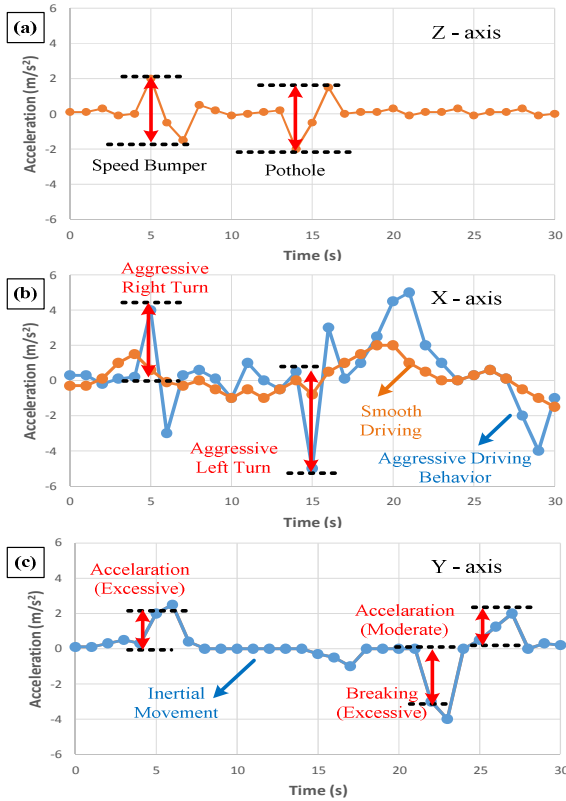 (a)
Z - axis
6
4
2
0
-2
-4
-6
Acceleration (m/s²)
Speed Bumper
Pothole
0 5 10 15 20 25 30
Time (s)
(b)
X - axis
6
4
2
0
-2
-4
-6
Acceleration (m/s²)
Aggressive
Right Turn
Aggressive
Left Turn
Smooth
Driving
Aggressive Driving
Behavior
0 5 10 15 20 25 30
Time (s)
(c)
Y - axis
6
4
2
0
-2
-4
-6
Acceleration (m/s²)
Accelaration
(Excessive)
Inertial
Movement
Accelaration
(Moderate)
Breaking
(Excessive)
0 5 10 15 20 25 30
Time (s)